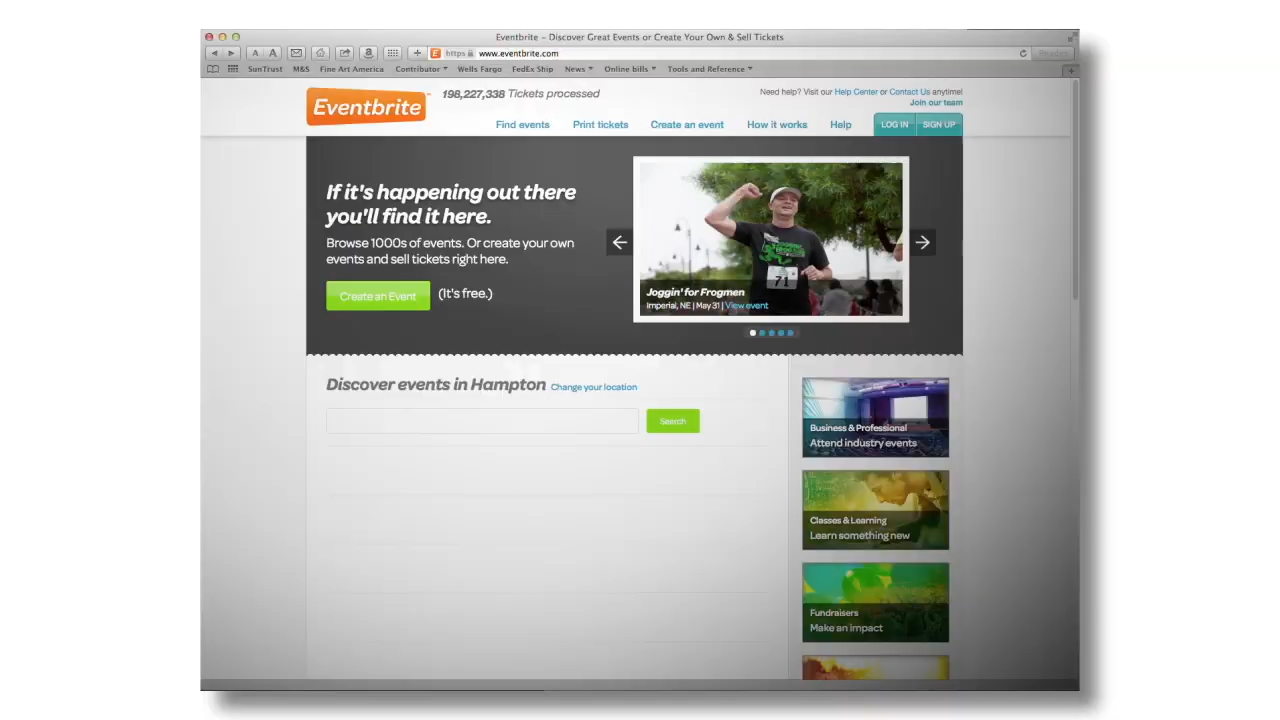 Eventbrite – Discover Great Events or Create Your Own & Sell Tickets
A A a + E https www.eventbrite.com Reader
SunTrust M&S Fine Art America Contributor Wells Fargo FedEx Ship News Online bills Tools and Reference
Eventbrite
198,227,338 Tickets processed
Need help? Visit our Help Center or Contact Us anytime!
Join our team
Find events Print tickets Create an event How it works Help LOG IN SIGN UP
If it's happening out there
you'll find it here.
Browse 1000s of events. Or create your own
events and sell tickets right here.
Create an Event (It's free.)
71
Joggin' for Frogmen
Imperial, NE | May 31 | View event
Discover events in Hampton Change your location
Search
Business & Professional
Attend industry events
Classes & Learning
Learn something new
Fundraisers
Make an impact